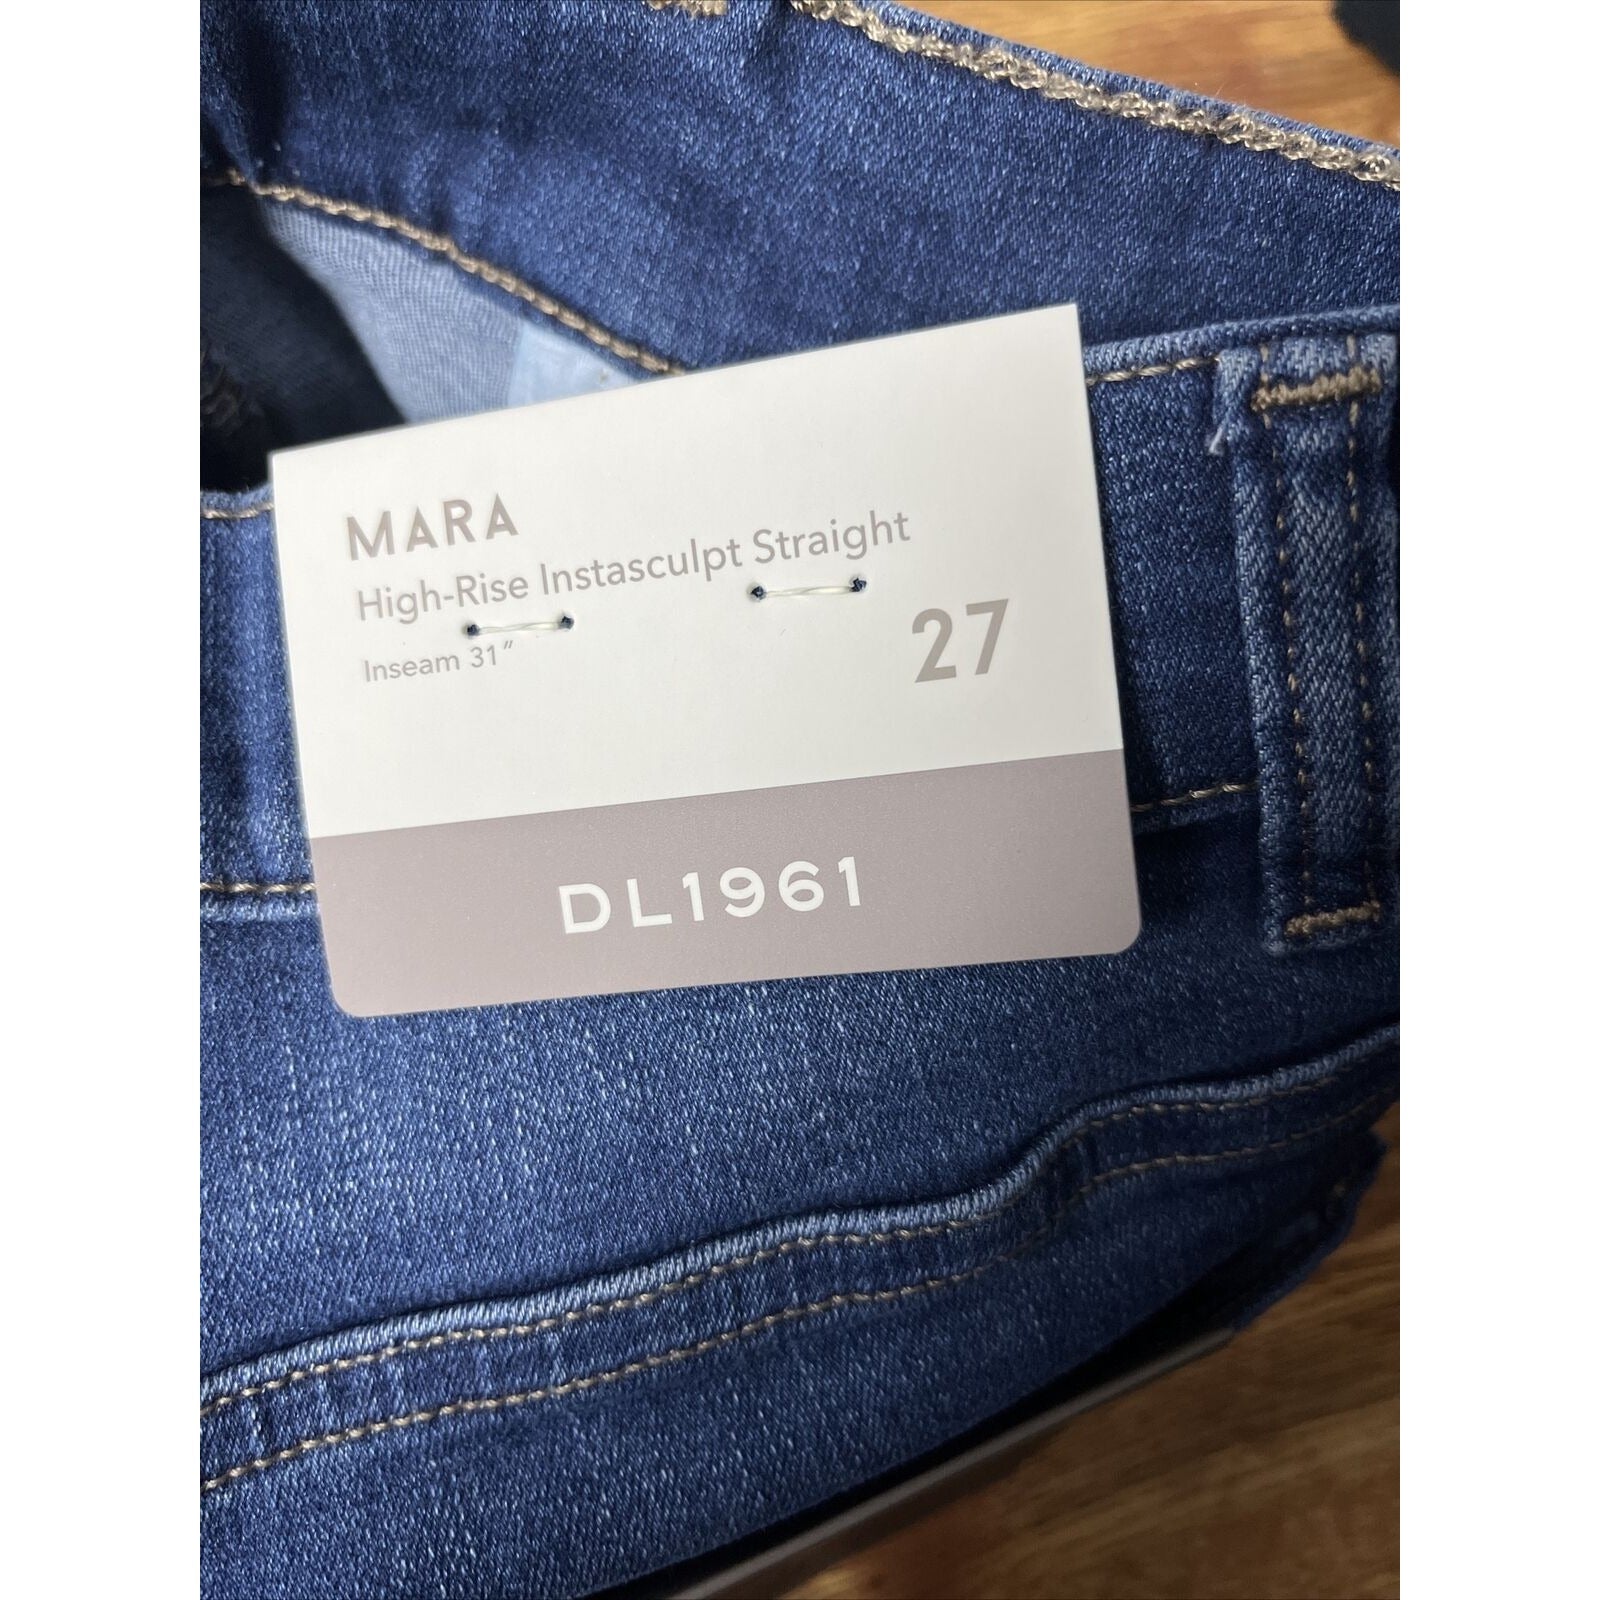 MARA
High-Rise Instasculpt Straight
Inseam 31"
27
DL1961